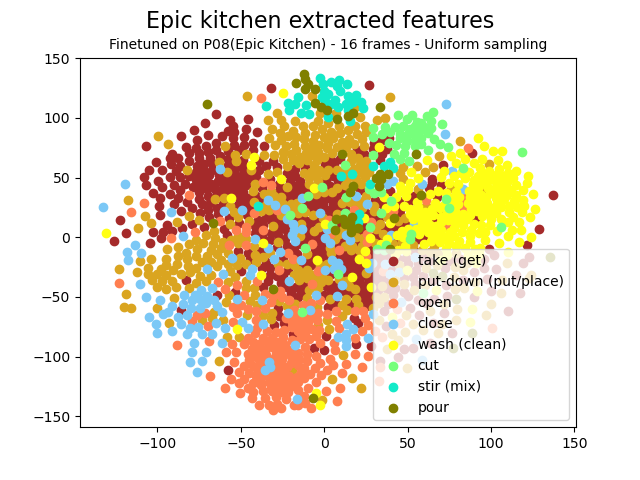 Epic kitchen extracted features
Finetuned on P08(Epic Kitchen) - 16 frames - Uniform sampling
150
100
50
0
−50
−100
−150
−100
−50
0
50
100
150
take (get)
put-down (put/place)
open
close
wash (clean)
cut
stir (mix)
pour